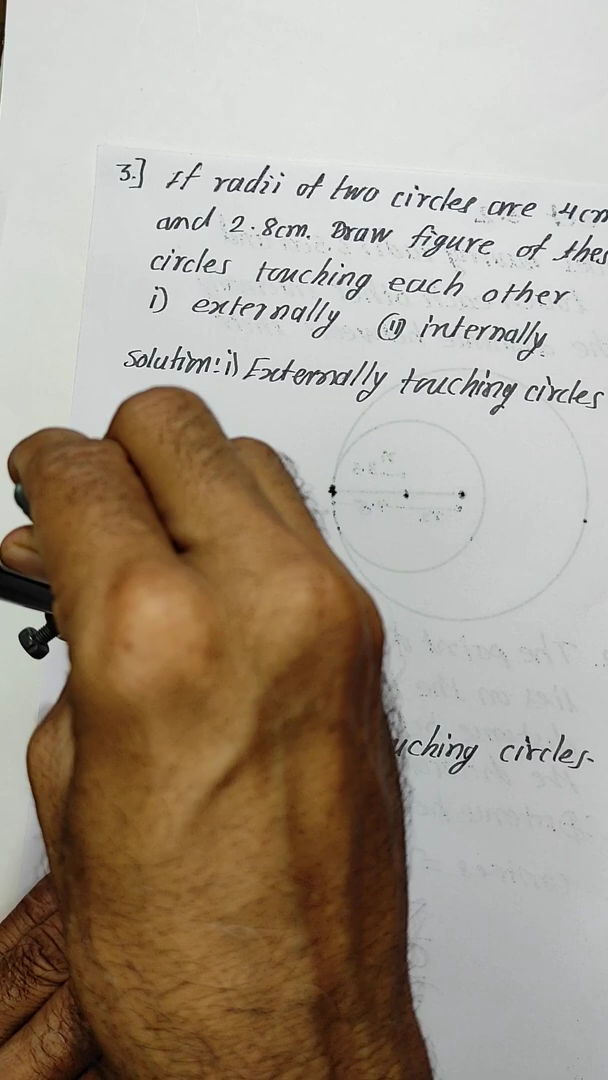 3.] If radii of two circles are 4cm
and 2.8cm. Draw figure of thes
circles touching each other
i) externally (ii) internally.
Solution: i) Externally touching circles
uching circles-